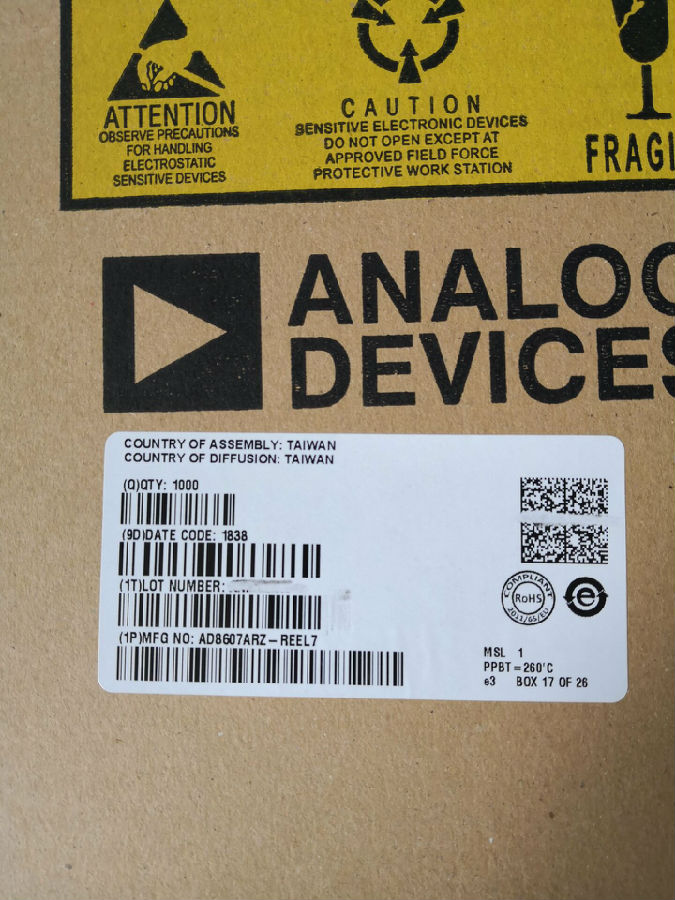 ATTENTION
OBSERVE PRECAUTIONS
FOR HANDLING
ELECTROSTATIC
SENSITIVE DEVICES
CAUTION
SENSITIVE ELECTRONIC DEVICES
DO NOT OPEN EXCEPT AT
APPROVED FIELD FORCE
PROTECTIVE WORK STATION
FRAGI
ANALOG
DEVICES
COUNTRY OF ASSEMBLY: TAIWAN
COUNTRY OF DIFFUSION: TAIWAN
(Q)QTY: 1000
(9D)DATE CODE: 1838
(1T)LOT NUMBER:
(1P)MFG NO: AD8607ARZ-REEL7
COMPLIANT
RoHS
2011/65/EU
e
MSL 1
PPBT=260'C
e3 BOX 17 OF 26